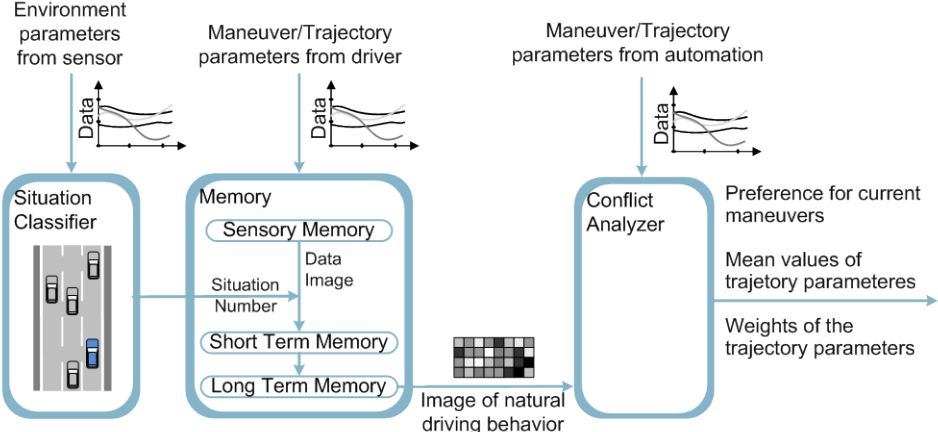 Environment
parameters
from sensor
Maneuver/Trajectory
parameters from driver
Maneuver/Trajectory
parameters from automation
Data
Data
Data
Situation
Classifier
Memory
Sensory Memory
Data
Image
Situation
Number
Short Term Memory
Long Term Memory
Image of natural
driving behavior
Conflict
Analyzer
Preference for current
maneuvers
Mean values of
trajetory parameteres
Weights of the
trajectory parameters